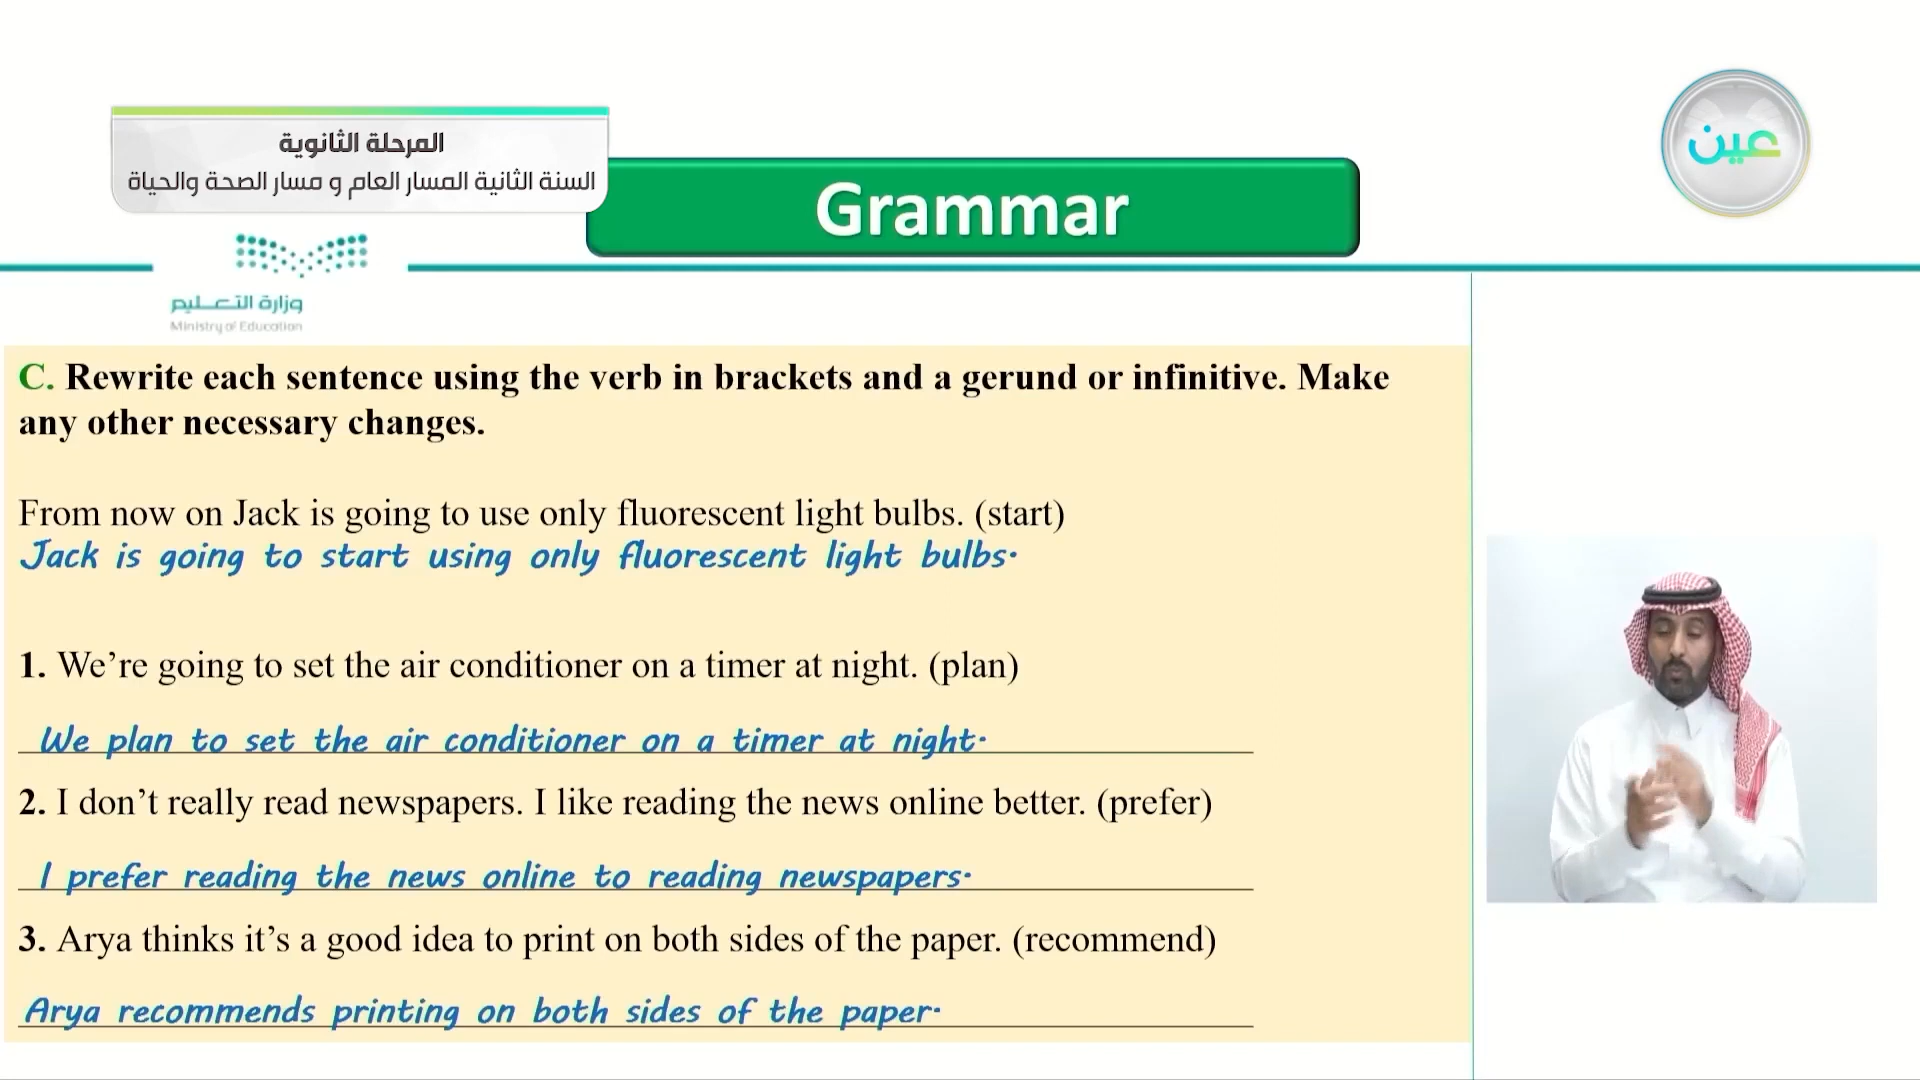 المرحلة الثانوية
السنة الثانية المسار العام و مسار الصحة والحياة
عين
Grammar
وزارة التعليم
Ministry of Education
C. Rewrite each sentence using the verb in brackets and a gerund or infinitive. Make
any other necessary changes.
From now on Jack is going to use only fluorescent light bulbs. (start)
Jack is going to start using only fluorescent light bulbs.
1. We’re going to set the air conditioner on a timer at night. (plan)
We plan to set the air conditioner on a timer at night.
2. I don’t really read newspapers. I like reading the news online better. (prefer)
I prefer reading the news online to reading newspapers.
3. Arya thinks it’s a good idea to print on both sides of the paper. (recommend)
Arya recommends printing on both sides of the paper.